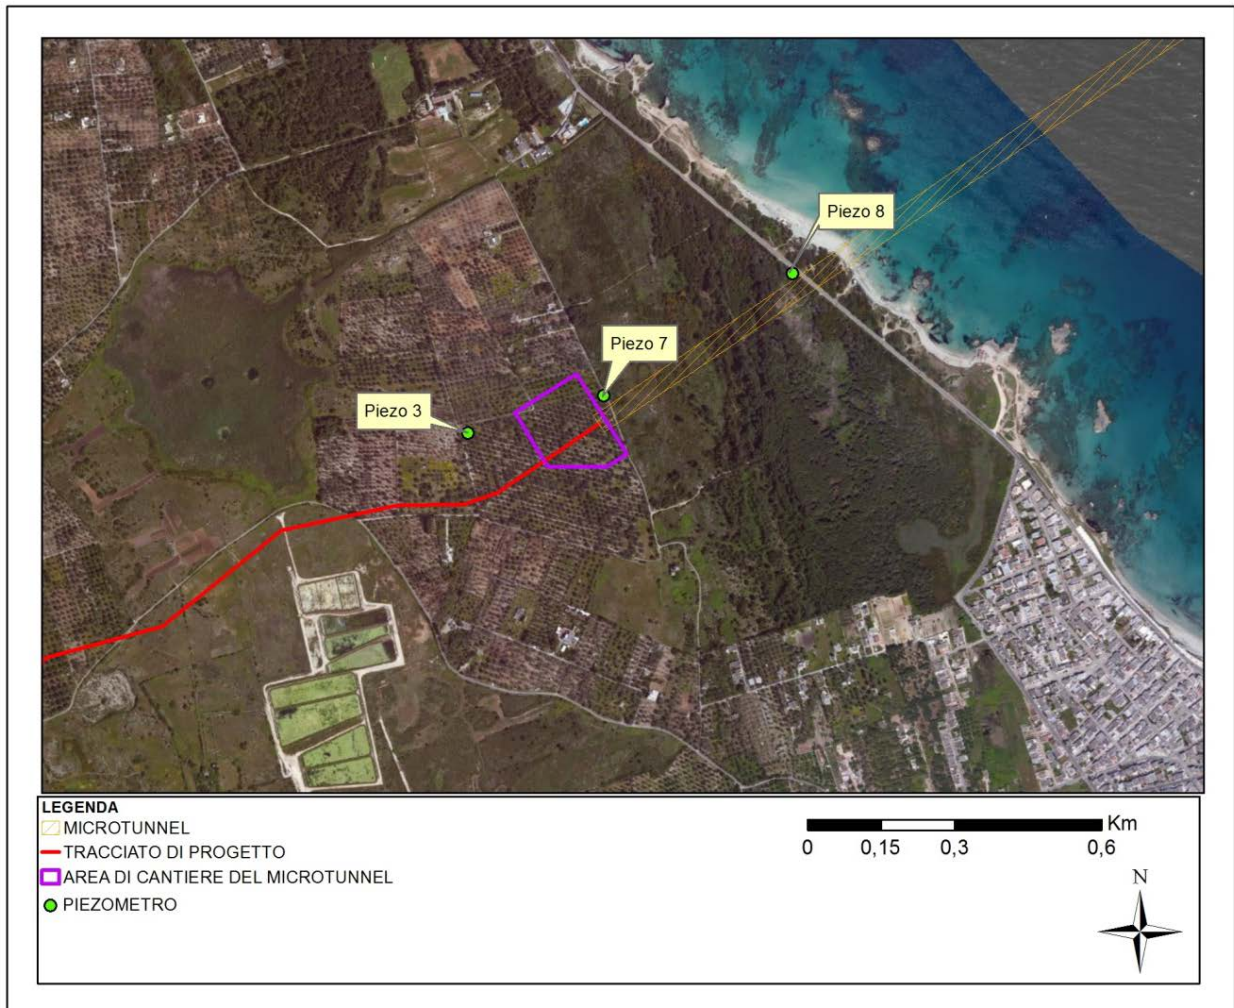 Piezo 8
Piezo 7
Piezo 3
LEGENDA
MICROTUNNEL
TRACCIATO DI PROGETTO
AREA DI CANTIERE DEL MICROTUNNEL
PIEZOMETRO
Km
0 0,15 0,3 0,6
N